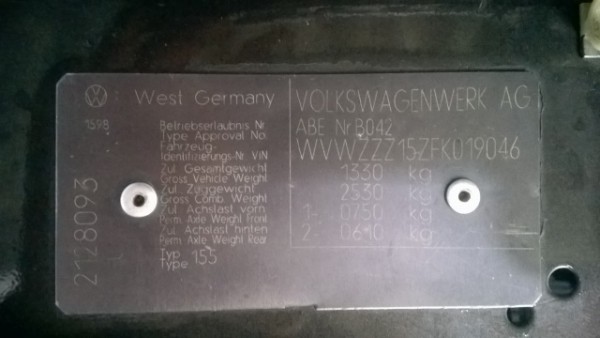 West Germany
VOLKSWAGENWERK AG
1598
Betriebserlaubnis Nr
Type Approval No.
ABE Nr B042
Fahrzeug-
Identifizierungs-Nr VIN
WVWZZZ15ZFK019046
Zul Gesamtgewicht
Gross Vehicle Weight
1330 kg
Zul Zuggewicht
Gross Comb Weight
2530 kg
Zul Achslast vorn
Perm Axle Weight Front
1- 0750 kg
Zul Achslast hinten
Perm Axle Weight Rear
2- 0640 kg
Typ
Type 155
2128093